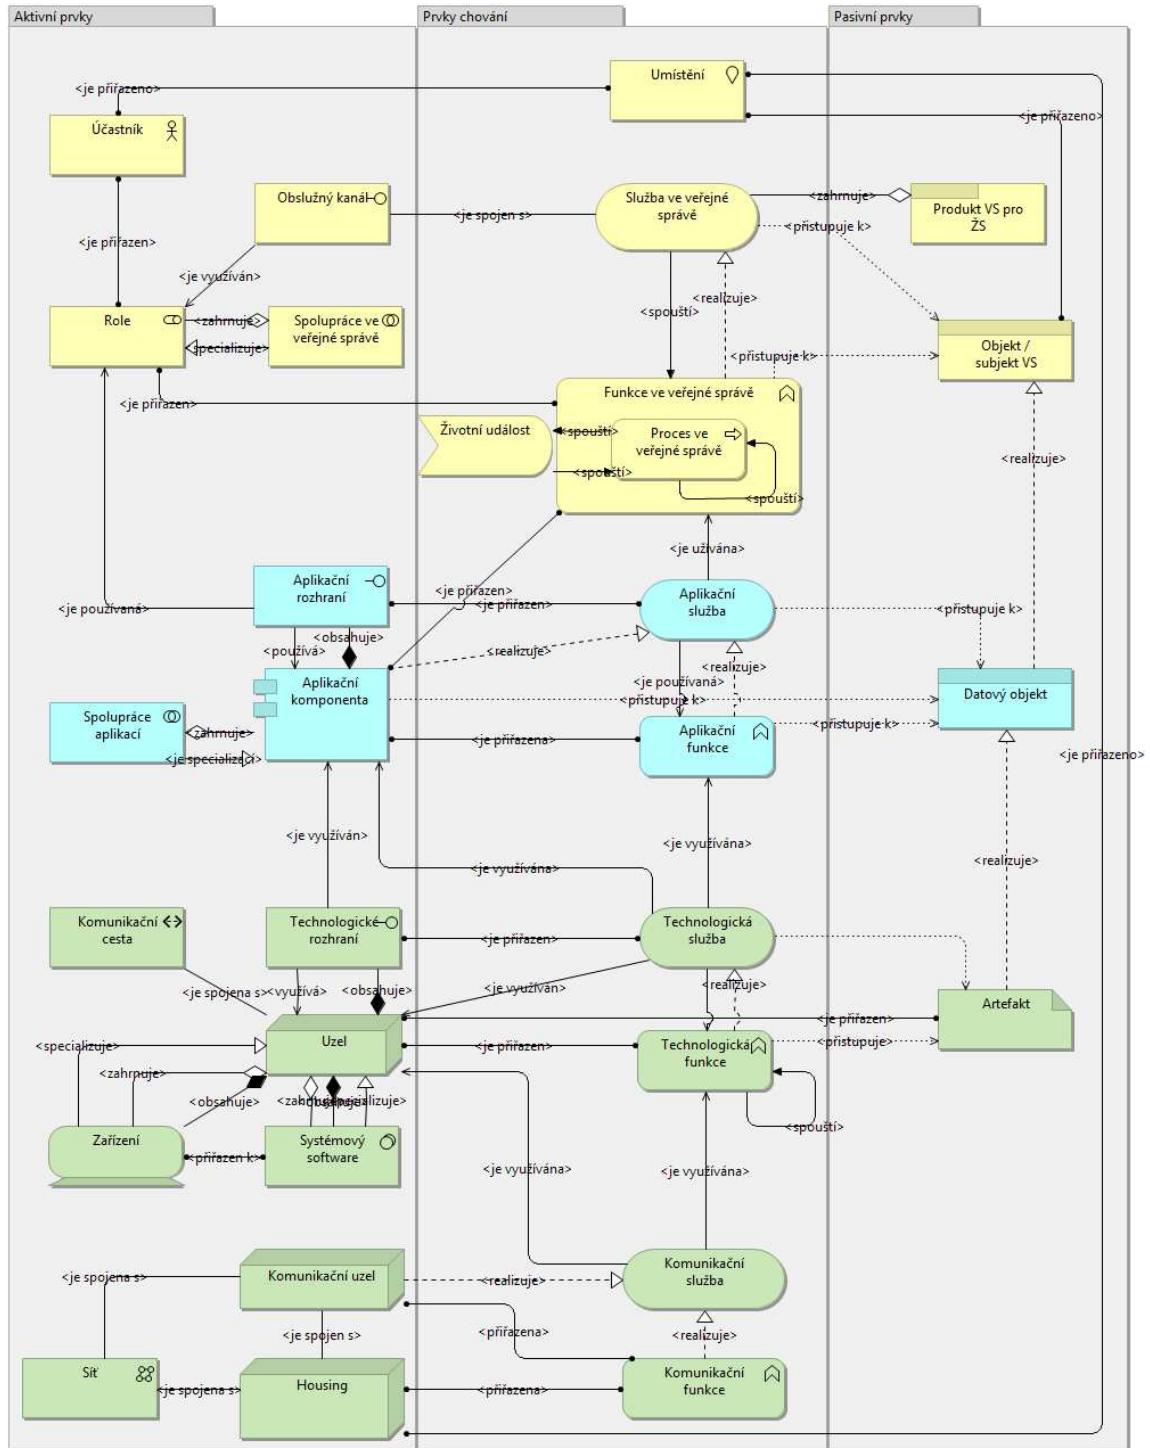 Aktivní prvky
Prvky chování
Pasivní prvky
Umístění
<je přiřazeno>
<je přiřazeno>
Účastník
Obslužný kanál
Služba ve veřejné
správě
<zahrnuje>
Produkt VS pro
ŽS
<je spojen s>
<přistupuje k>
<je přiřazen>
<je využíván>
<realizuje>
Role
<zahrnuje>
<specializuje>
Spolupráce ve
veřejné správě
<spouští>
Objekt /
subjekt VS
<přistupuje k>
<je přiřazen>
Funkce ve veřejné správě
Životní událost
<spouští>
Proces ve
veřejné správě
<spouští>
<spouští>
<realizuje>
<je užívána>
Aplikační
rozhraní
<je přiřazen>
<je přiřazen>
Aplikační
služba
<je používaná>
<přistupuje k>
<obsahuje>
<používá>
<realizuje>
<realizuje>
Aplikační
komponenta
<je používaná>
<přistupuje k>
Datový objekt
Spolupráce
aplikací
<zahrnuje>
<je specializací>
<je přiřazena>
Aplikační
funkce
<přistupuje k>
<je přiřazeno>
<je využíván>
<je využívána>
<je využívána>
<realizuje>
Komunikační
cesta
Technologické
rozhraní
<je přiřazen>
Technologická
služba
<je spojena s>
<využívá>
<obsahuje>
<je využíván>
<realizuje>
Artefakt
<je přiřazen>
<specializuje>
Uzel
<je přiřazen>
Technologická
funkce
<přistupuje>
<zahrnuje>
<obsahuje>
<zahrnuje>
<obsahuje>
<specializuje>
<spouští>
Zařízení
<přiřazen k>
Systémový
software
<je využívána>
<je využívána>
<je spojena s>
Komunikační uzel
<realizuje>
Komunikační
služba
<je spojen s>
<přiřazena>
<realizuje>
Síť
<je spojena s>
Housing
<přiřazena>
Komunikační
funkce